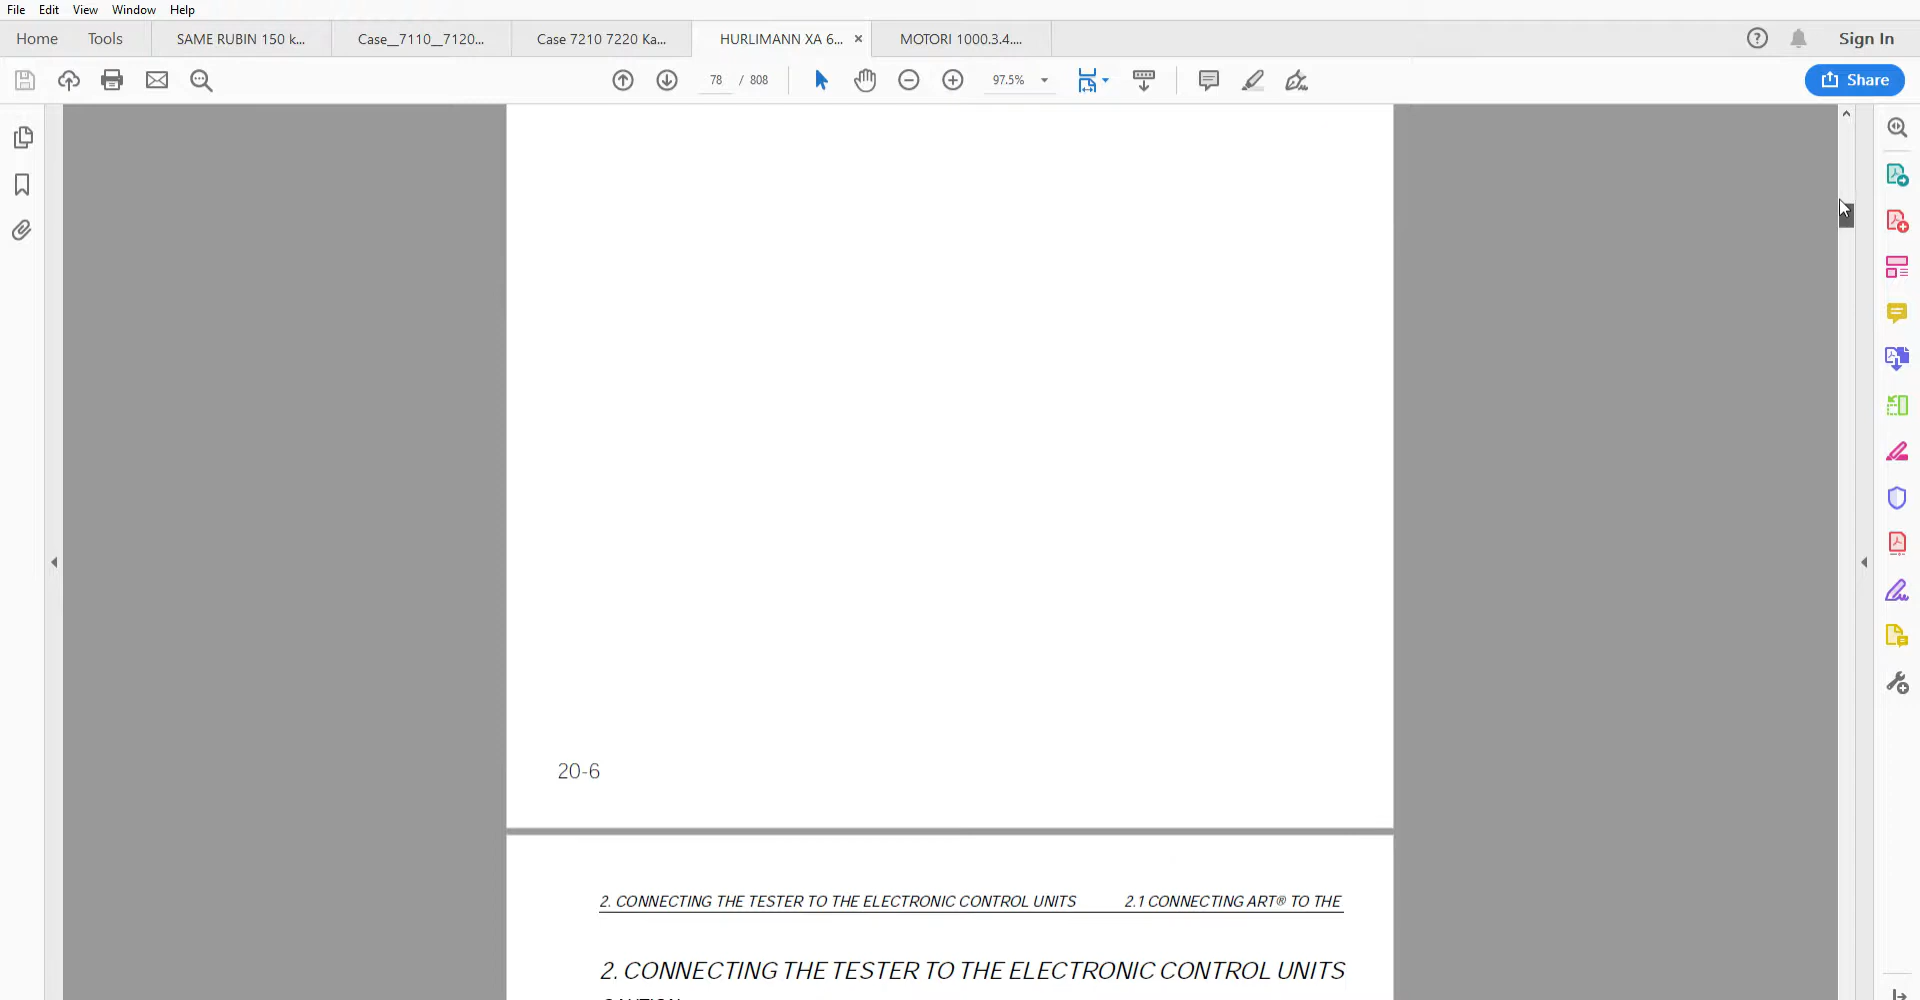 File Edit View Window Help
Home Tools SAME RUBIN 150 k... Case__7110__7120... Case 7210 7220 Ka... HURLIMANN XA 6... × MOTORI 1000.3.4.... Sign In
78 / 808 97.5% Share
20-6
2. CONNECTING THE TESTER TO THE ELECTRONIC CONTROL UNITS 2.1 CONNECTING ART® TO THE
2. CONNECTING THE TESTER TO THE ELECTRONIC CONTROL UNITS